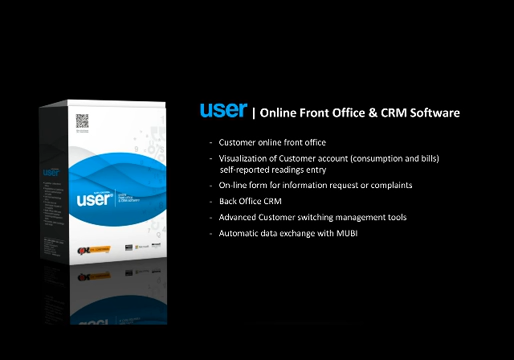 user | Online Front Office & CRM Software
- Customer online front office
- Visualization of Customer account (consumption and bills)
self-reported readings entry
- On-line form for information request or complaints
- Back Office CRM
- Advanced Customer switching management tools
- Automatic data exchange with MUBI
user